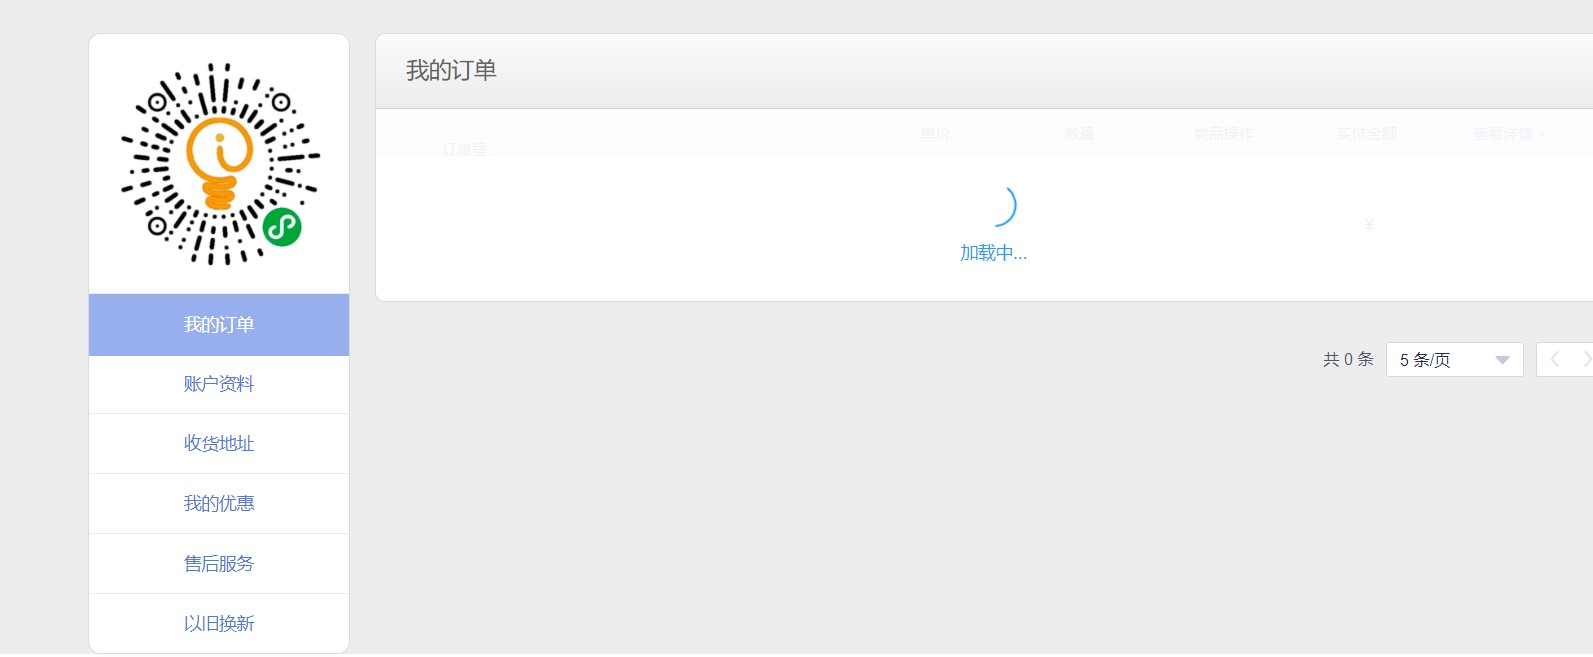 我的订单
订单号:
单价
数量
商品操作
实付金额
查看详情 >
¥
加载中...
共 0 条
5 条/页
我的订单
账户资料
收货地址
我的优惠
售后服务
以旧换新